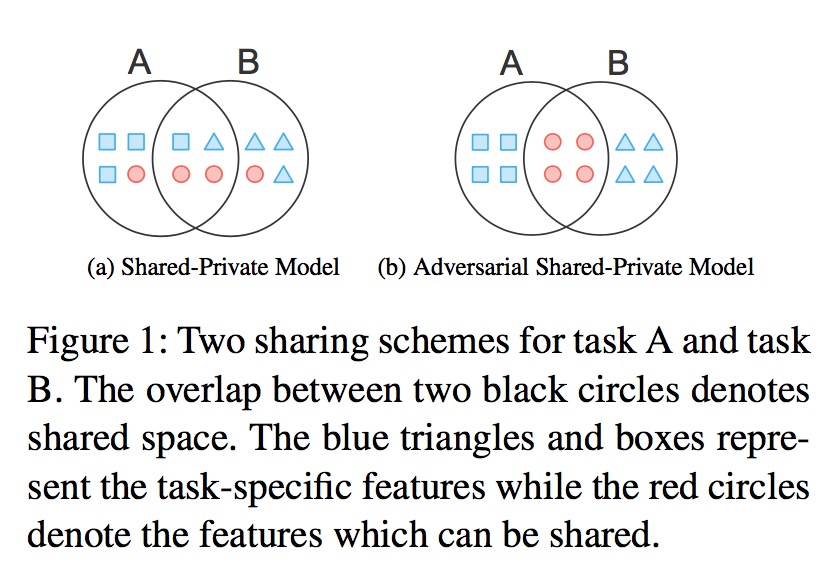 A B A B
(a) Shared-Private Model (b) Adversarial Shared-Private Model
Figure 1: Two sharing schemes for task A and task
B. The overlap between two black circles denotes
shared space. The blue triangles and boxes repre-
sent the task-specific features while the red circles
denote the features which can be shared.